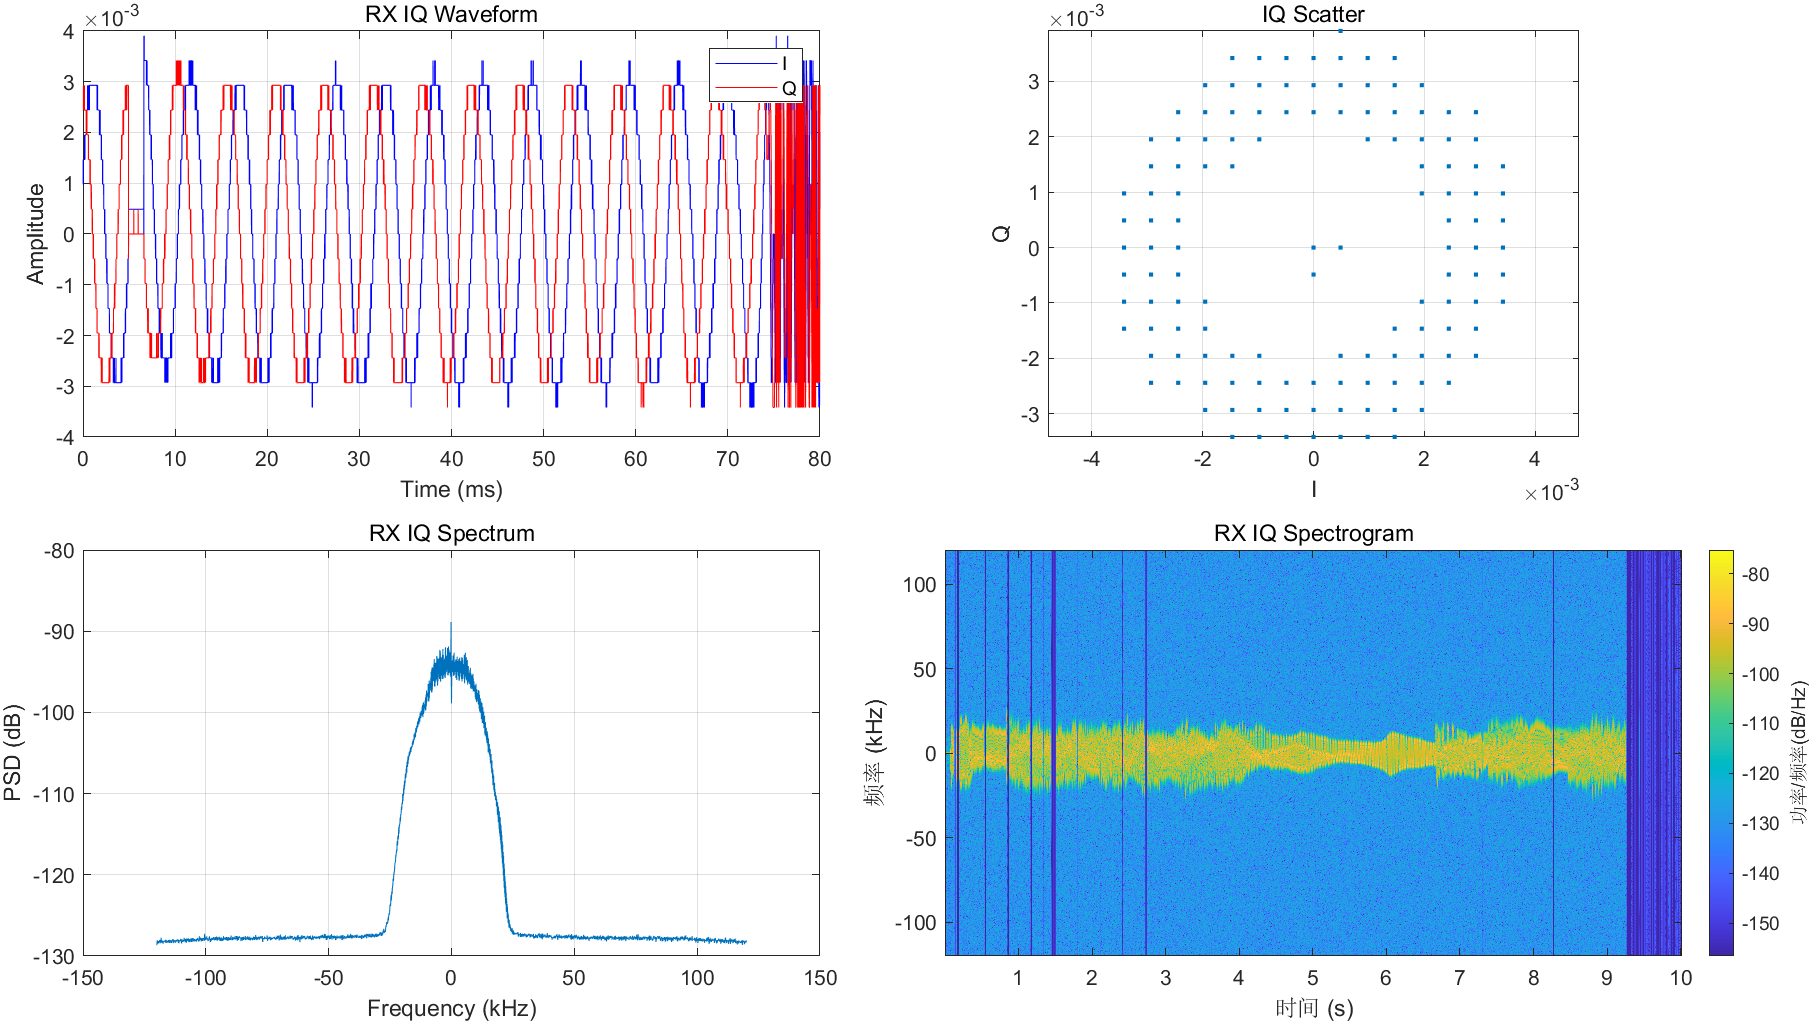 RX IQ Waveform
×10-3
4
3
2
1
0
-1
-2
-3
-4
Amplitude
I
Q
0 10 20 30 40 50 60 70 80
Time (ms)
IQ Scatter
×10-3
3
2
1
0
-1
-2
-3
Q
-4 -2 0 2 4
I
×10-3
RX IQ Spectrum
-80
-90
-100
-110
-120
-130
PSD (dB)
-150 -100 -50 0 50 100 150
Frequency (kHz)
RX IQ Spectrogram
100
50
0
-50
-100
频率 (kHz)
1 2 3 4 5 6 7 8 9 10
时间 (s)
-80
-90
-100
-110
-120
-130
-140
-150
功率/频率(dB/Hz)